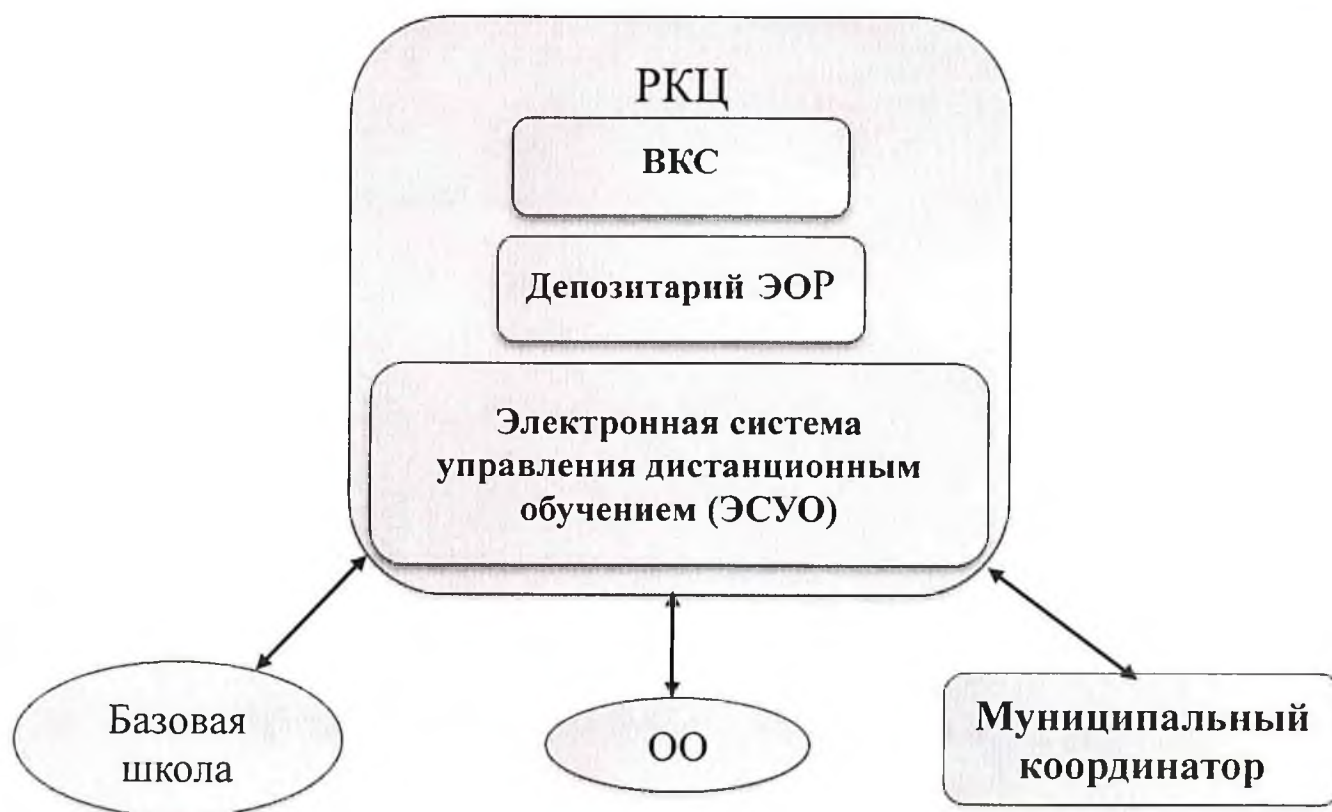 РКЦ
ВКС
Депозитарий ЭОР
Электронная система
управления дистанционным
обучением (ЭСУО)
Базовая
школа
ОО
Муниципальный
координатор